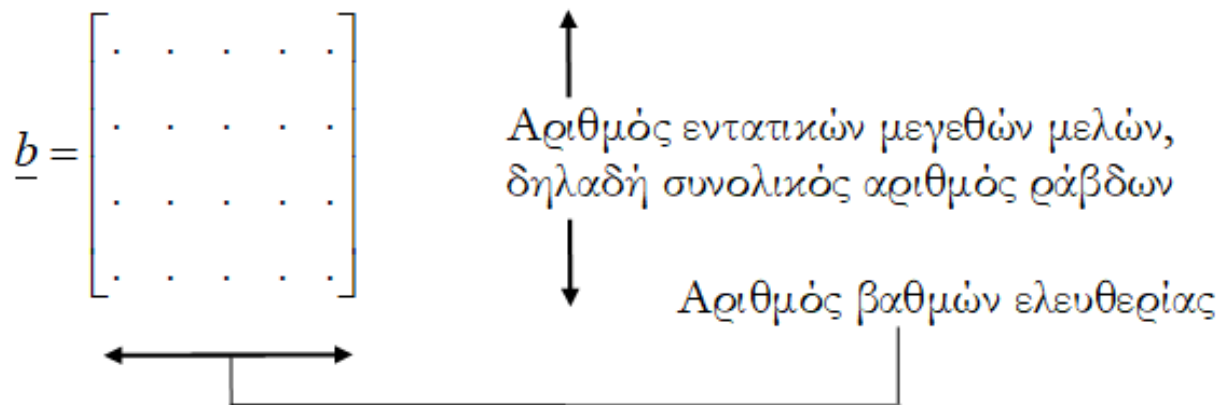 b =
Αριθμός εντατικών μεγεθών μελών,
δηλαδή συνολικός αριθμός ράβδων
Αριθμός βαθμών ελευθερίας